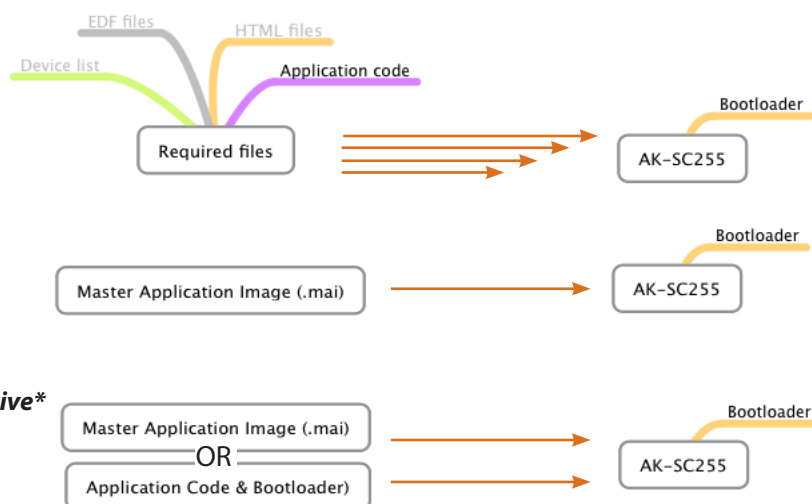 EDF files
HTML files
Device list
Application code
Required files
Bootloader
AK-SC255
Bootloader
Master Application Image (.mai)
AK-SC255
ive*
Master Application Image (.mai)
OR
Application Code & Bootloader)
Bootloader
AK-SC255